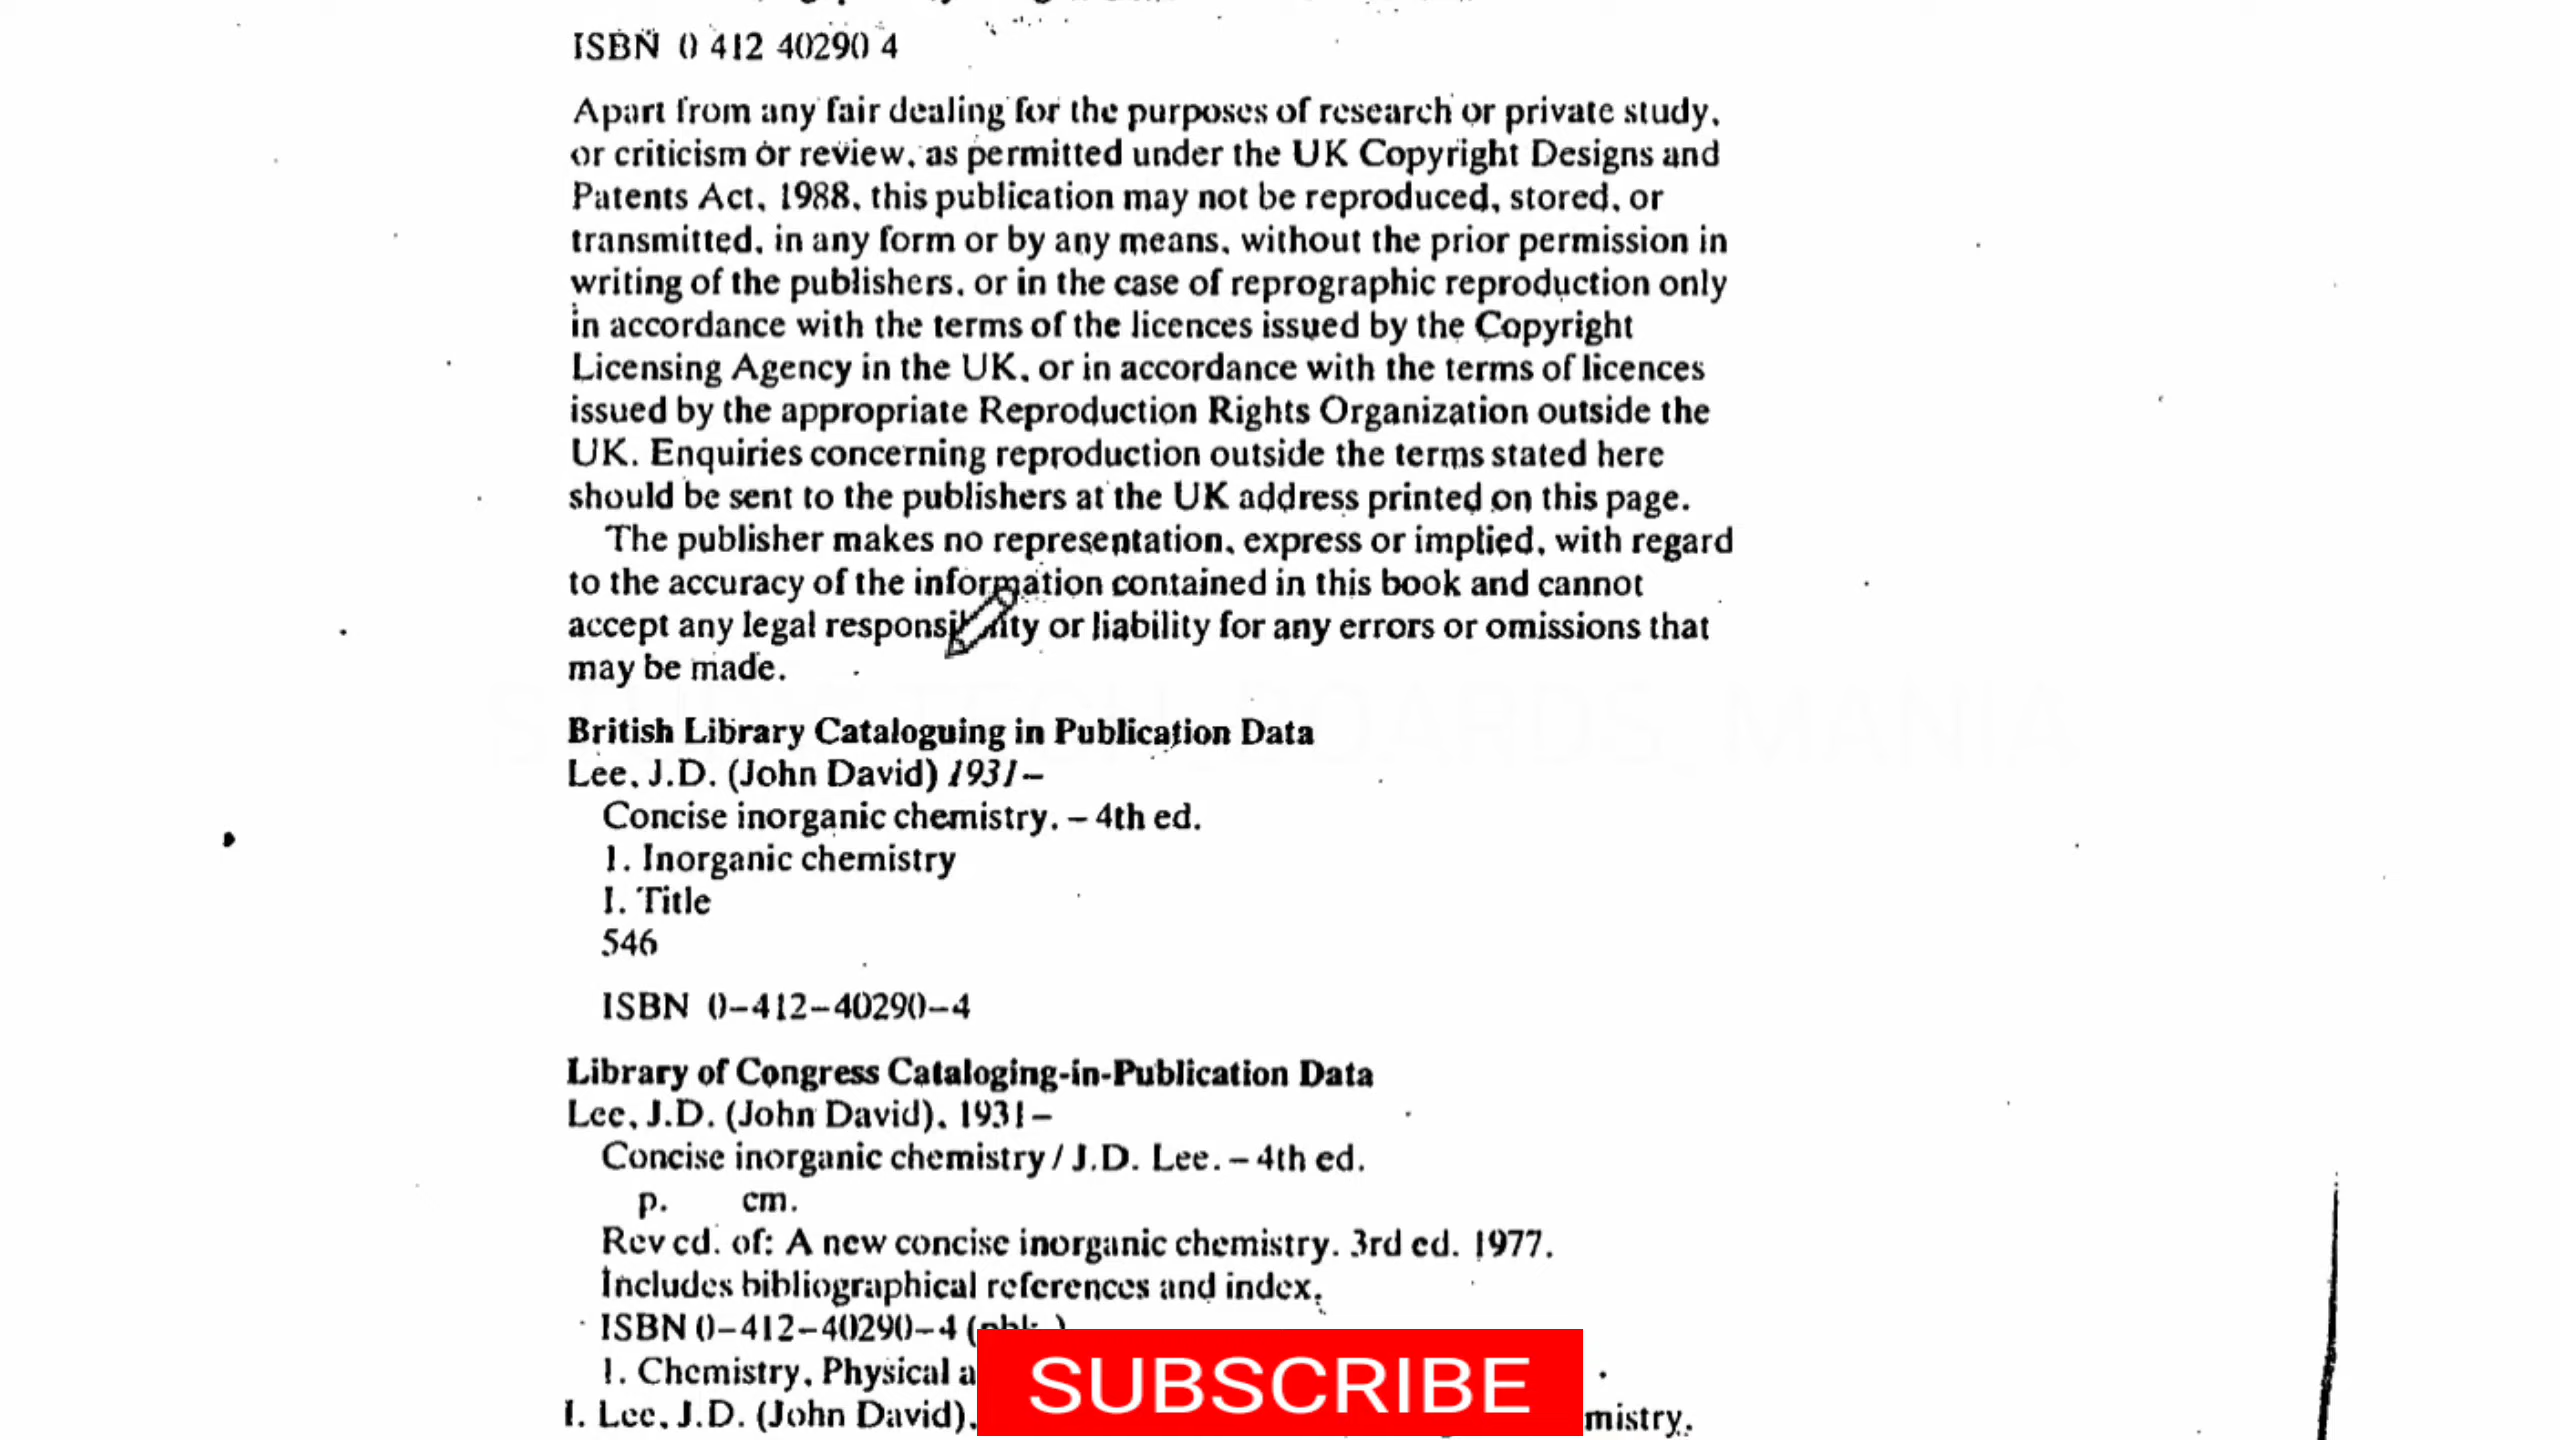 ISBN 0 412 40290 4
Apart from any fair dealing for the purposes of research or private study,
or criticism or review, as permitted under the UK Copyright Designs and
Patents Act, 1988, this publication may not be reproduced, stored, or
transmitted, in any form or by any means, without the prior permission in
writing of the publishers, or in the case of reprographic reproduction only
in accordance with the terms of the licences issued by the Copyright
Licensing Agency in the UK, or in accordance with the terms of licences
issued by the appropriate Reproduction Rights Organization outside the
UK. Enquiries concerning reproduction outside the terms stated here
should be sent to the publishers at the UK address printed on this page.
The publisher makes no representation, express or implied, with regard
to the accuracy of the information contained in this book and cannot
accept any legal responsibility or liability for any errors or omissions that
may be made.
British Library Cataloguing in Publication Data
Lee, J.D. (John David) 1931–
Concise inorganic chemistry. – 4th ed.
1. Inorganic chemistry
I. Title
546
ISBN 0–412–40290–4
Library of Congress Cataloging-in-Publication Data
Lee, J.D. (John David), 1931–
Concise inorganic chemistry / J.D. Lee. – 4th ed.
p. cm.
Rev ed. of: A new concise inorganic chemistry. 3rd ed. 1977.
Includes bibliographical references and index.
ISBN 0–412–40290–4
1. Chemistry, Physical a
I. Lee, J.D. (John David), mistry.
SUBSCRIBE